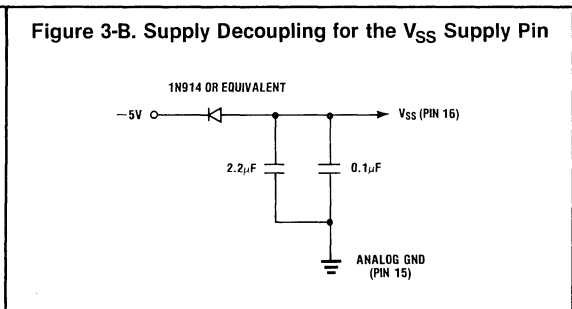 Figure 3-B. Supply Decoupling for the VSS Supply Pin
1N914 OR EQUIVALENT
−5V
VSS (PIN 16)
2.2μF
0.1μF
ANALOG GND
(PIN 15)